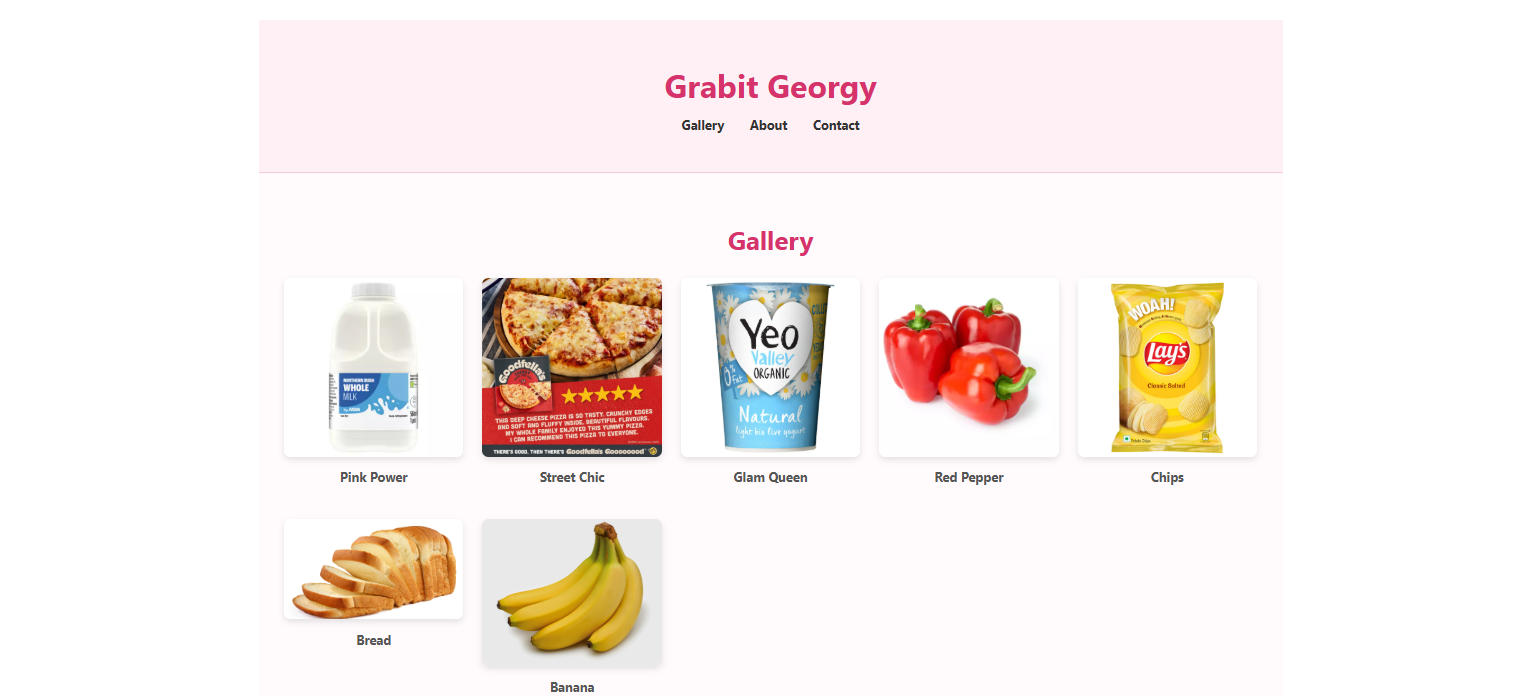 Grabit Georgy
Gallery About Contact
Gallery
NORTHERN IRISH
WHOLE
MILK
Goodfella's
THIS DEEP CHEESE PIZZA IS SO TASTY. CRUNCHY EDGES
AND SOFT AND FLUFFY INSIDE. BEAUTIFUL FLAVOURS.
MY WHOLE FAMILY ENJOYED THIS YUMMY PIZZA.
I CAN RECOMMEND THIS PIZZA TO EVERYONE.
THERE'S GOOD, THEN THERE'S Goodfella's Gooooooood
Yeo
Valley
ORGANIC
0%
fat
Natural
light bio live yogurt
WOAH!
Lay's
Classic Salted
Pink Power
Street Chic
Glam Queen
Red Pepper
Chips
Bread
Banana